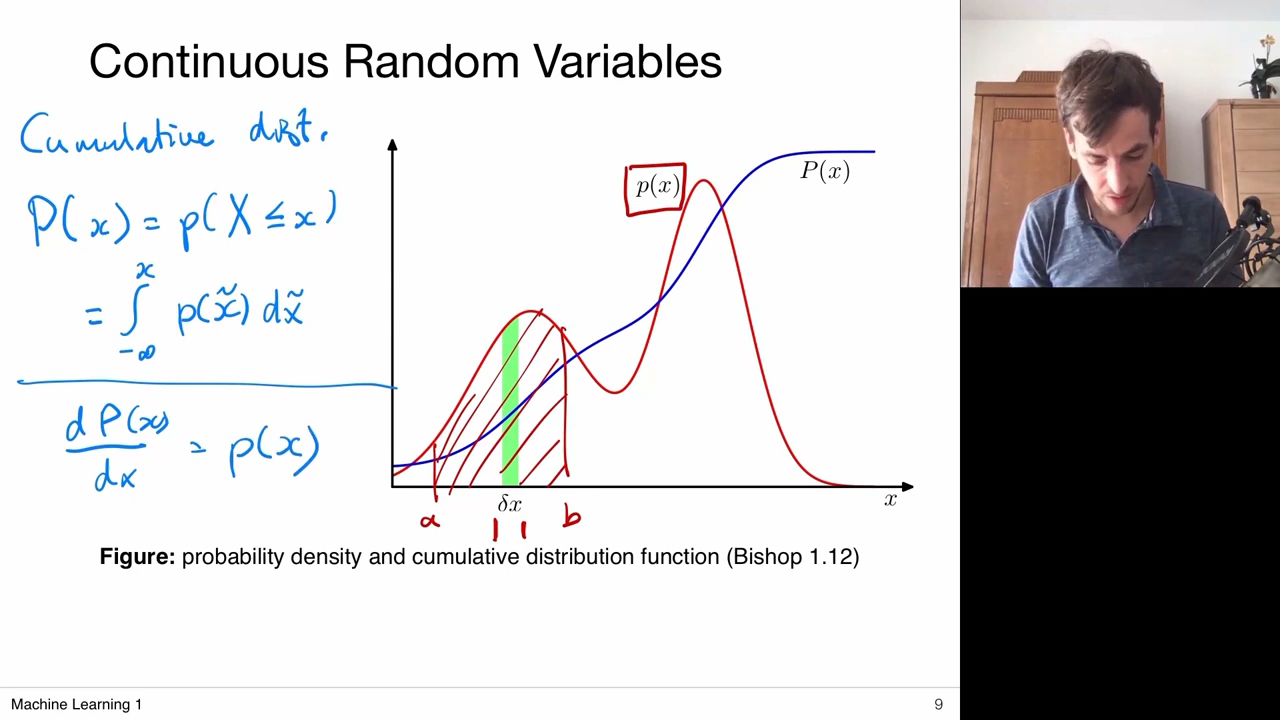 Continuous Random Variables
Cumulative dist.
P(x) = p(X ≤ x)
= ∫_{-∞}^{x} p(x̃) dx̃
dP(x)/dx = p(x)
p(x)
P(x)
δx
x
a
b
Figure: probability density and cumulative distribution function (Bishop 1.12)
Machine Learning 1
9